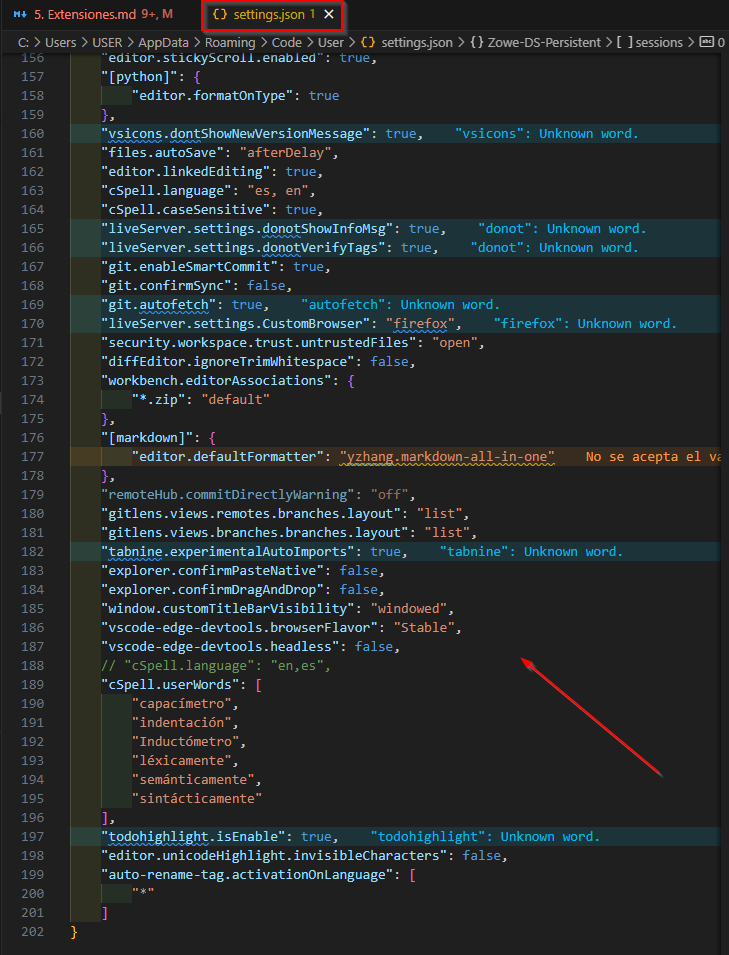 5. Extensiones.md 9+, M
{} settings.json 1 ×
C: > Users > USER > AppData > Roaming > Code > User > {} settings.json > {} Zowe-DS-Persistent > [ ] sessions > abc 0
156 "editor.stickyScroll.enabled": true,
157 "[python]": {
158 "editor.formatOnType": true
159 },
160 "vsicons.dontShowNewVersionMessage": true, "vsicons": Unknown word.
161 "files.autoSave": "afterDelay",
162 "editor.linkedEditing": true,
163 "cSpell.language": "es, en",
164 "cSpell.caseSensitive": true,
165 "liveServer.settings.donotShowInfoMsg": true, "donot": Unknown word.
166 "liveServer.settings.donotVerifyTags": true, "donot": Unknown word.
167 "git.enableSmartCommit": true,
168 "git.confirmSync": false,
169 "git.autofetch": true, "autofetch": Unknown word.
170 "liveServer.settings.CustomBrowser": "firefox", "firefox": Unknown word.
171 "security.workspace.trust.untrustedFiles": "open",
172 "diffEditor.ignoreTrimWhitespace": false,
173 "workbench.editorAssociations": {
174 "*.zip": "default"
175 },
176 "[markdown]": {
177 "editor.defaultFormatter": "yzhang.markdown-all-in-one" No se acepta el va
178 },
179 "remoteHub.commitDirectlyWarning": "off",
180 "gitlens.views.remotes.branches.layout": "list",
181 "gitlens.views.branches.branches.layout": "list",
182 "tabnine.experimentalAutoImports": true, "tabnine": Unknown word.
183 "explorer.confirmPasteNative": false,
184 "explorer.confirmDragAndDrop": false,
185 "window.customTitleBarVisibility": "windowed",
186 "vscode-edge-devtools.browserFlavor": "Stable",
187 "vscode-edge-devtools.headless": false,
188 // "cSpell.language": "en,es",
189 "cSpell.userWords": [
190 "capacímetro",
191 "indentación",
192 "Inductómetro",
193 "léxicamente",
194 "semánticamente",
195 "sintácticamente"
196 ],
197 "todohighlight.isEnable": true, "todohighlight": Unknown word.
198 "editor.unicodeHighlight.invisibleCharacters": false,
199 "auto-rename-tag.activationOnLanguage": [
200 "*"
201 ]
202 }